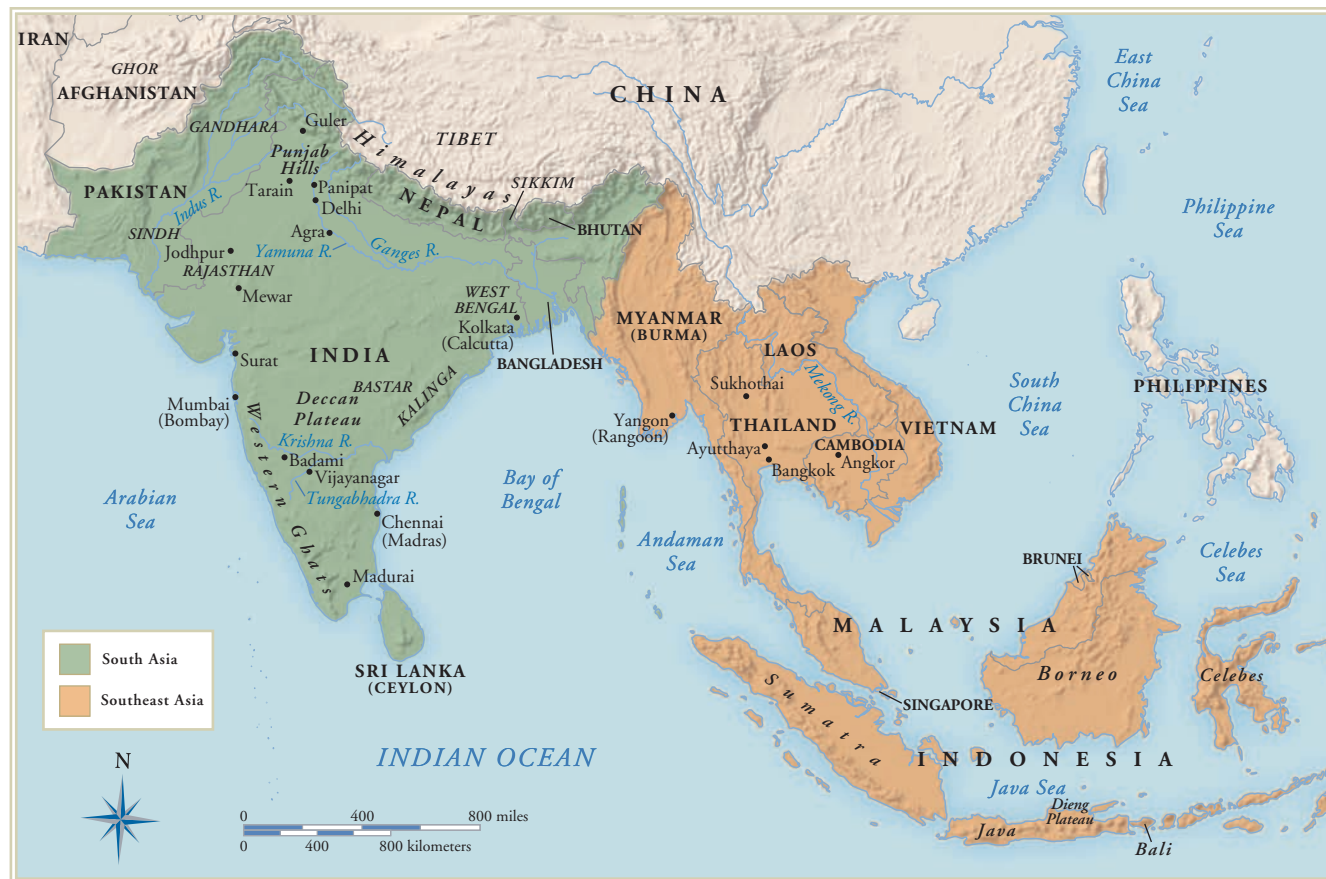 IRAN
GHOR
AFGHANISTAN
CHINA
East
China
Sea
GANDHARA
Guler
TIBET
Himalayas
Punjab
Hills
PAKISTAN
Tarain
Panipat
SIKKIM
Indus R.
Delhi
NEPAL
Philippine
Sea
SINDH
Agra
BHUTAN
Jodhpur
Yamuna R.
Ganges R.
RAJASTHAN
Mewar
WEST
BENGAL
Kolkata
(Calcutta)
MYANMAR
(BURMA)
BANGLADESH
LAOS
Surat
INDIA
BASTAR
KALINGA
Sukhothai
Mekong R.
South
China
Sea
PHILIPPINES
Mumbai
(Bombay)
Deccan
Plateau
Western Ghats
Krishna R.
Yangon
(Rangoon)
THAILAND
VIETNAM
Badami
Ayutthaya
CAMBODIA
Angkor
Bangkok
Vijayanagar
Tungabhadra R.
Arabian
Sea
Bay of
Bengal
Chennai
(Madras)
Andaman
Sea
Celebes
Sea
BRUNEI
Madurai
MALAYSIA
South Asia
Southeast Asia
SRI LANKA
(CEYLON)
Sumatra
SINGAPORE
Borneo
Celebes
N
INDIAN OCEAN
INDONESIA
Java Sea
Dieng
Plateau
Java
Bali
0 400 800 miles
0 400 800 kilometers